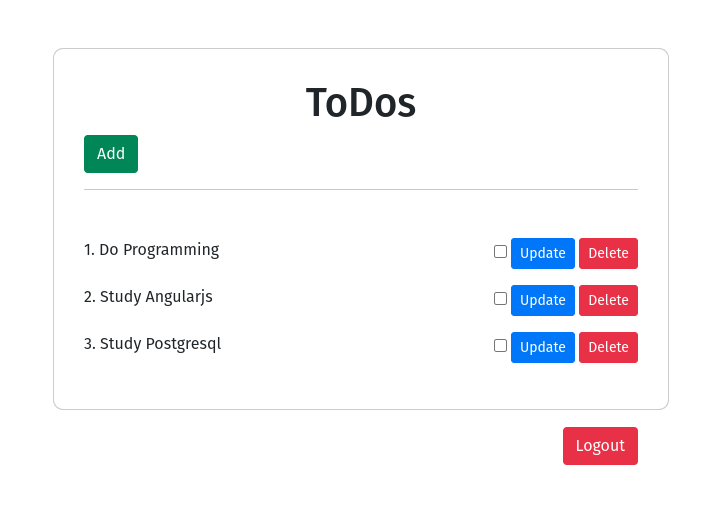 ToDos
Add
1. Do Programming Update Delete
2. Study Angularjs Update Delete
3. Study Postgresql Update Delete
Logout